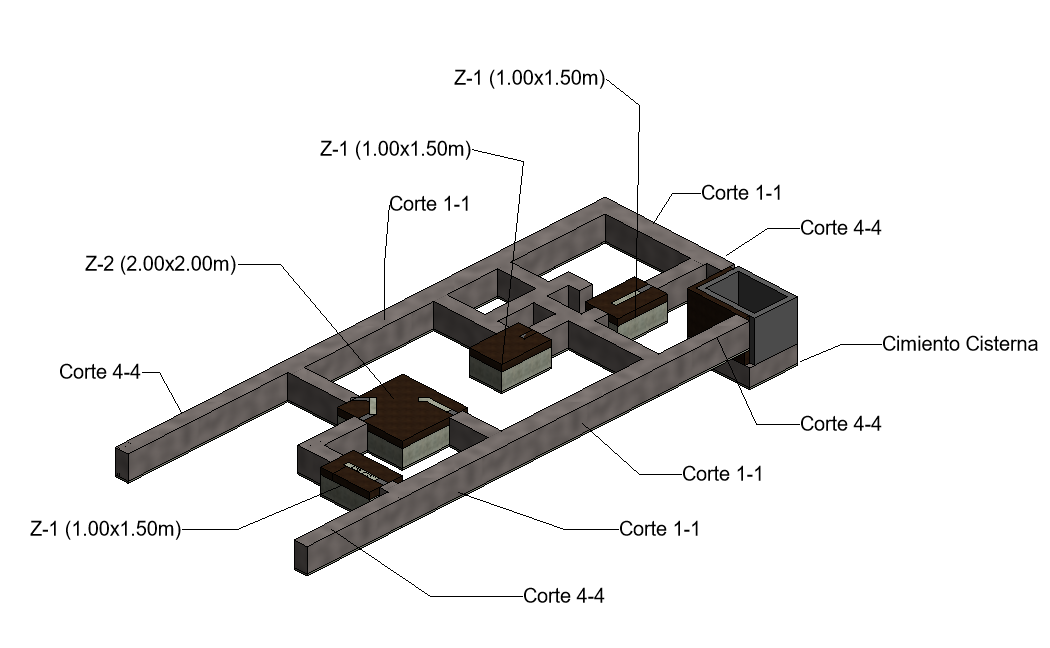 Z-1 (1.00x1.50m)
Z-1 (1.00x1.50m)
Corte 1-1
Corte 1-1
Corte 4-4
Z-2 (2.00x2.00m)
Cimiento Cisterna
Corte 4-4
Corte 4-4
Corte 1-1
Z-1 (1.00x1.50m)
Corte 1-1
Corte 4-4